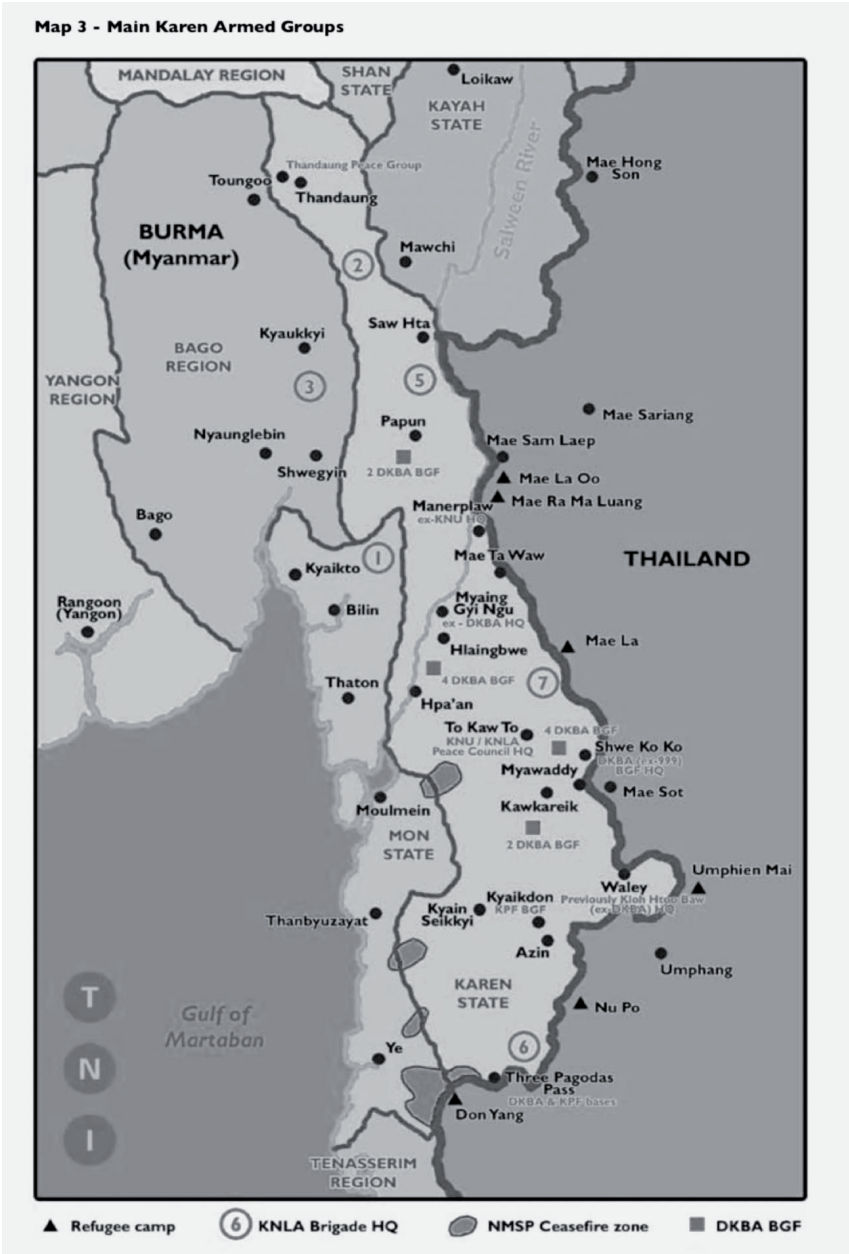 Map 3 - Main Karen Armed Groups
MANDALAY REGION
SHAN
STATE
Loikaw
KAYAH
STATE
Salween River
Mae Hong
Son
Thandaung Peace Group
Toungoo
Thandaung
BURMA
(Myanmar)
Mawchi
2
Saw Hta
Kyaukkyi
BAGO
REGION
3
5
YANGON
REGION
Mae Sariang
Papun
Nyaunglebin
Mae Sam Laep
Shwegyin
2 DKBA BGF
Mae La Oo
Mae Ra Ma Luang
Manerplaw
ex-KNU HQ
Bago
Mae Ta Waw
THAILAND
1
Kyaikto
Rangoon
(Yangon)
Bilin
Myaing
Gyi Ngu
ex - DKBA HQ
Hlaingbwe
Mae La
4 DKBA BGF
7
Thaton
Hpa'an
To Kaw To
KNU / KNLA
Peace Council HQ
4 DKBA BGF
Shwe Ko Ko
DKBA (ex-999)
BGF HQ
Myawaddy
Mae Sot
Kawkareik
Moulmein
MON
STATE
2 DKBA BGF
Umphien Mai
Waley
Previously Kloh Htoo Baw
(ex-DKBA) HQ
Kyaikdon
KPF BGF
Kyain
Seikkyi
Thanbyuzayat
Azin
Umphang
KAREN
STATE
T
N
I
Gulf of
Martaban
Nu Po
6
Ye
Three Pagodas
Pass
DKBA & KPF bases
Don Yang
TENASSERIM
REGION
Refugee camp
6 KNLA Brigade HQ
NMSP Ceasefire zone
DKBA BGF